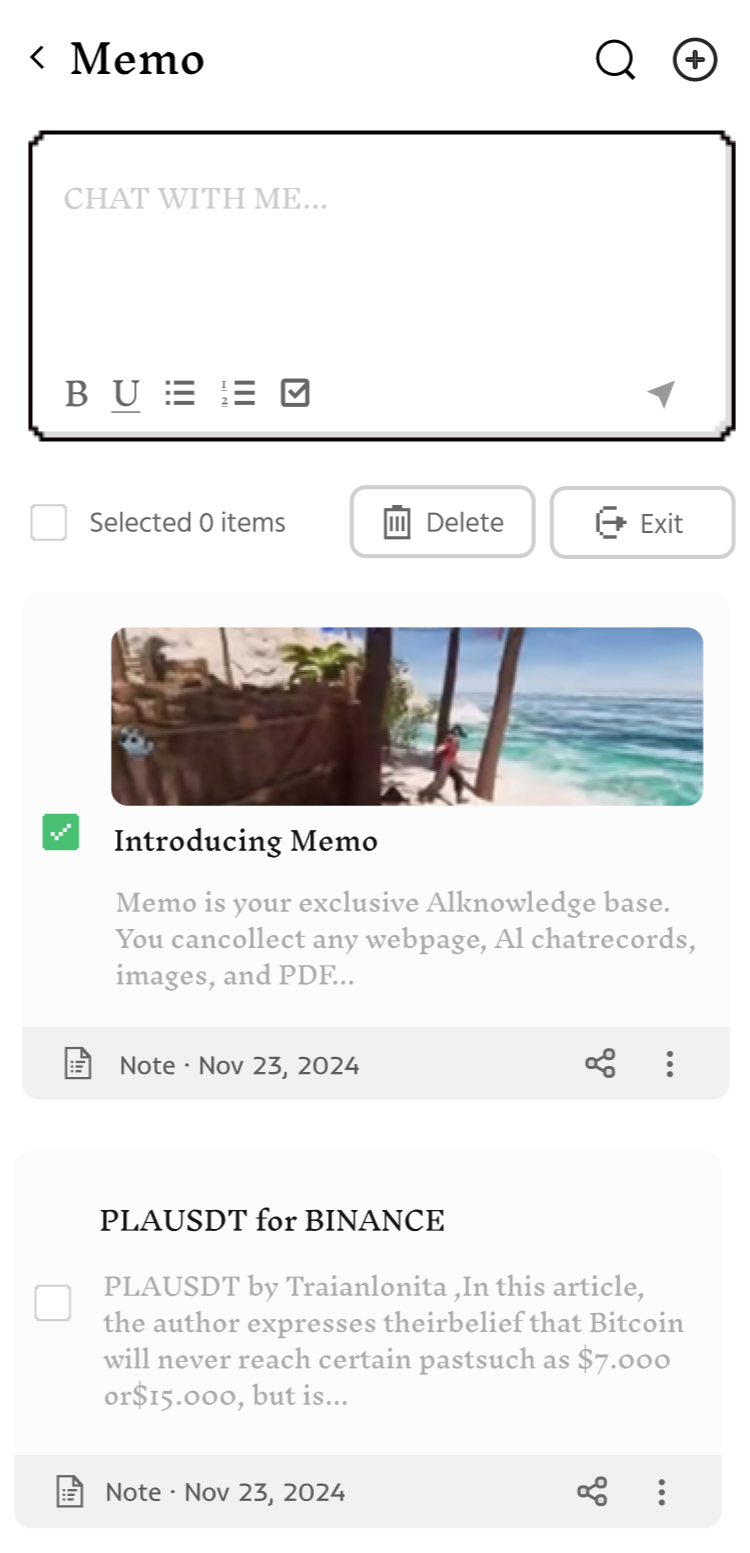 Memo
CHAT WITH ME...
B U
Selected 0 items
Delete
Exit
Introducing Memo
Memo is your exclusive Alknowledge base.
You cancollect any webpage, Al chatrecords,
images, and PDF...
Note · Nov 23, 2024
PLAUSDT for BINANCE
PLAUSDT by Traianlonita ,In this article,
the author expresses theirbelief that Bitcoin
will never reach certain pastsuch as $7.000
or$15.000, but is...
Note · Nov 23, 2024